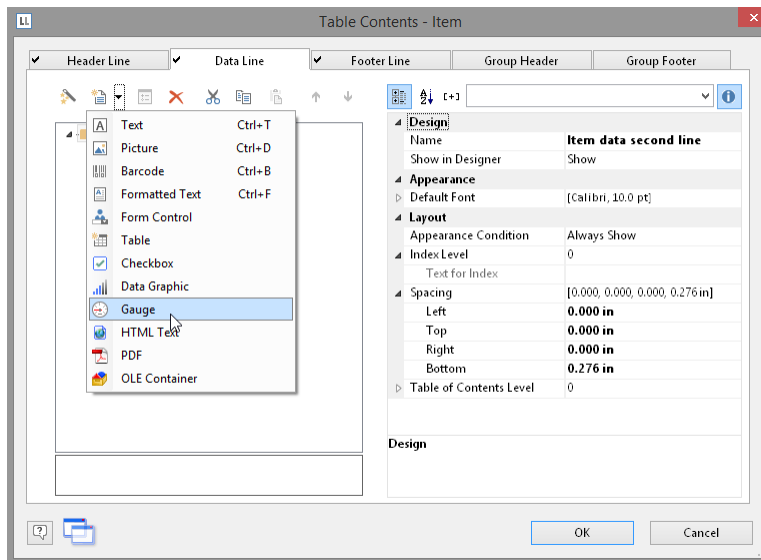 LL
Table Contents - Item
Header Line
Data Line
Footer Line
Group Header
Group Footer
Text Ctrl+T
Picture Ctrl+D
Barcode Ctrl+B
Formatted Text Ctrl+F
Form Control
Table
Checkbox
Data Graphic
Gauge
HTML Text
PDF
OLE Container
Design
Name Item data second line
Show in Designer Show
Appearance
Default Font [Calibri, 10.0 pt]
Layout
Appearance Condition Always Show
Index Level 0
Text for Index
Spacing [0.000, 0.000, 0.000, 0.276 in]
Left 0.000 in
Top 0.000 in
Right 0.000 in
Bottom 0.276 in
Table of Contents Level 0
Design
OK
Cancel